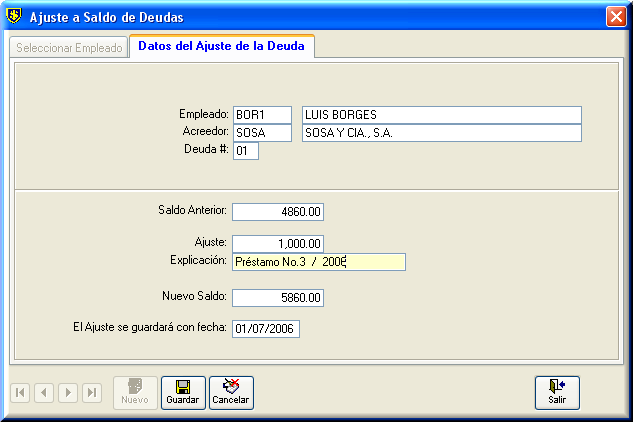 Ajuste a Saldo de Deudas
Seleccionar Empleado Datos del Ajuste de la Deuda
Empleado: BOR1 LUIS BORGES
Acreedor: SOSA SOSA Y CIA., S.A.
Deuda #: 01
Saldo Anterior: 4860.00
Ajuste: 1,000.00
Explicación: Préstamo No.3 / 2006
Nuevo Saldo: 5860.00
El Ajuste se guardará con fecha: 01/07/2006
Nuevo Guardar Cancelar Salir